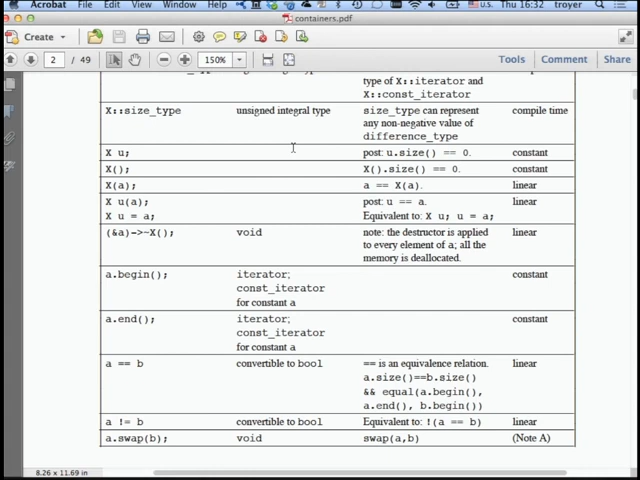 Acrobat File Edit View Window Help Thu 16:32 troyer
containers.pdf
Create
2 / 49 150% Tools Comment Share
type of X::iterator and
X::const_iterator
X::size_type unsigned integral type size_type can represent compile time
any non-negative value of
difference_type
X u; post: u.size() == 0. constant
X(); X().size() == 0. constant
X(a); a == X(a). linear
X u(a); post: u == a. linear
X u = a; Equivalent to: X u; u = a;
(&a)->~X(); void note: the destructor is applied linear
to every element of a; all the
memory is deallocated.
a.begin(); iterator; constant
const_iterator
for constant a
a.end(); iterator; constant
const_iterator
for constant a
a == b convertible to bool == is an equivalence relation. linear
a.size()==b.size()
&& equal(a.begin(),
a.end(), b.begin())
a != b convertible to bool Equivalent to: !(a == b) linear
a.swap(b); void swap(a,b) (Note A)
8.26 x 11.69 in